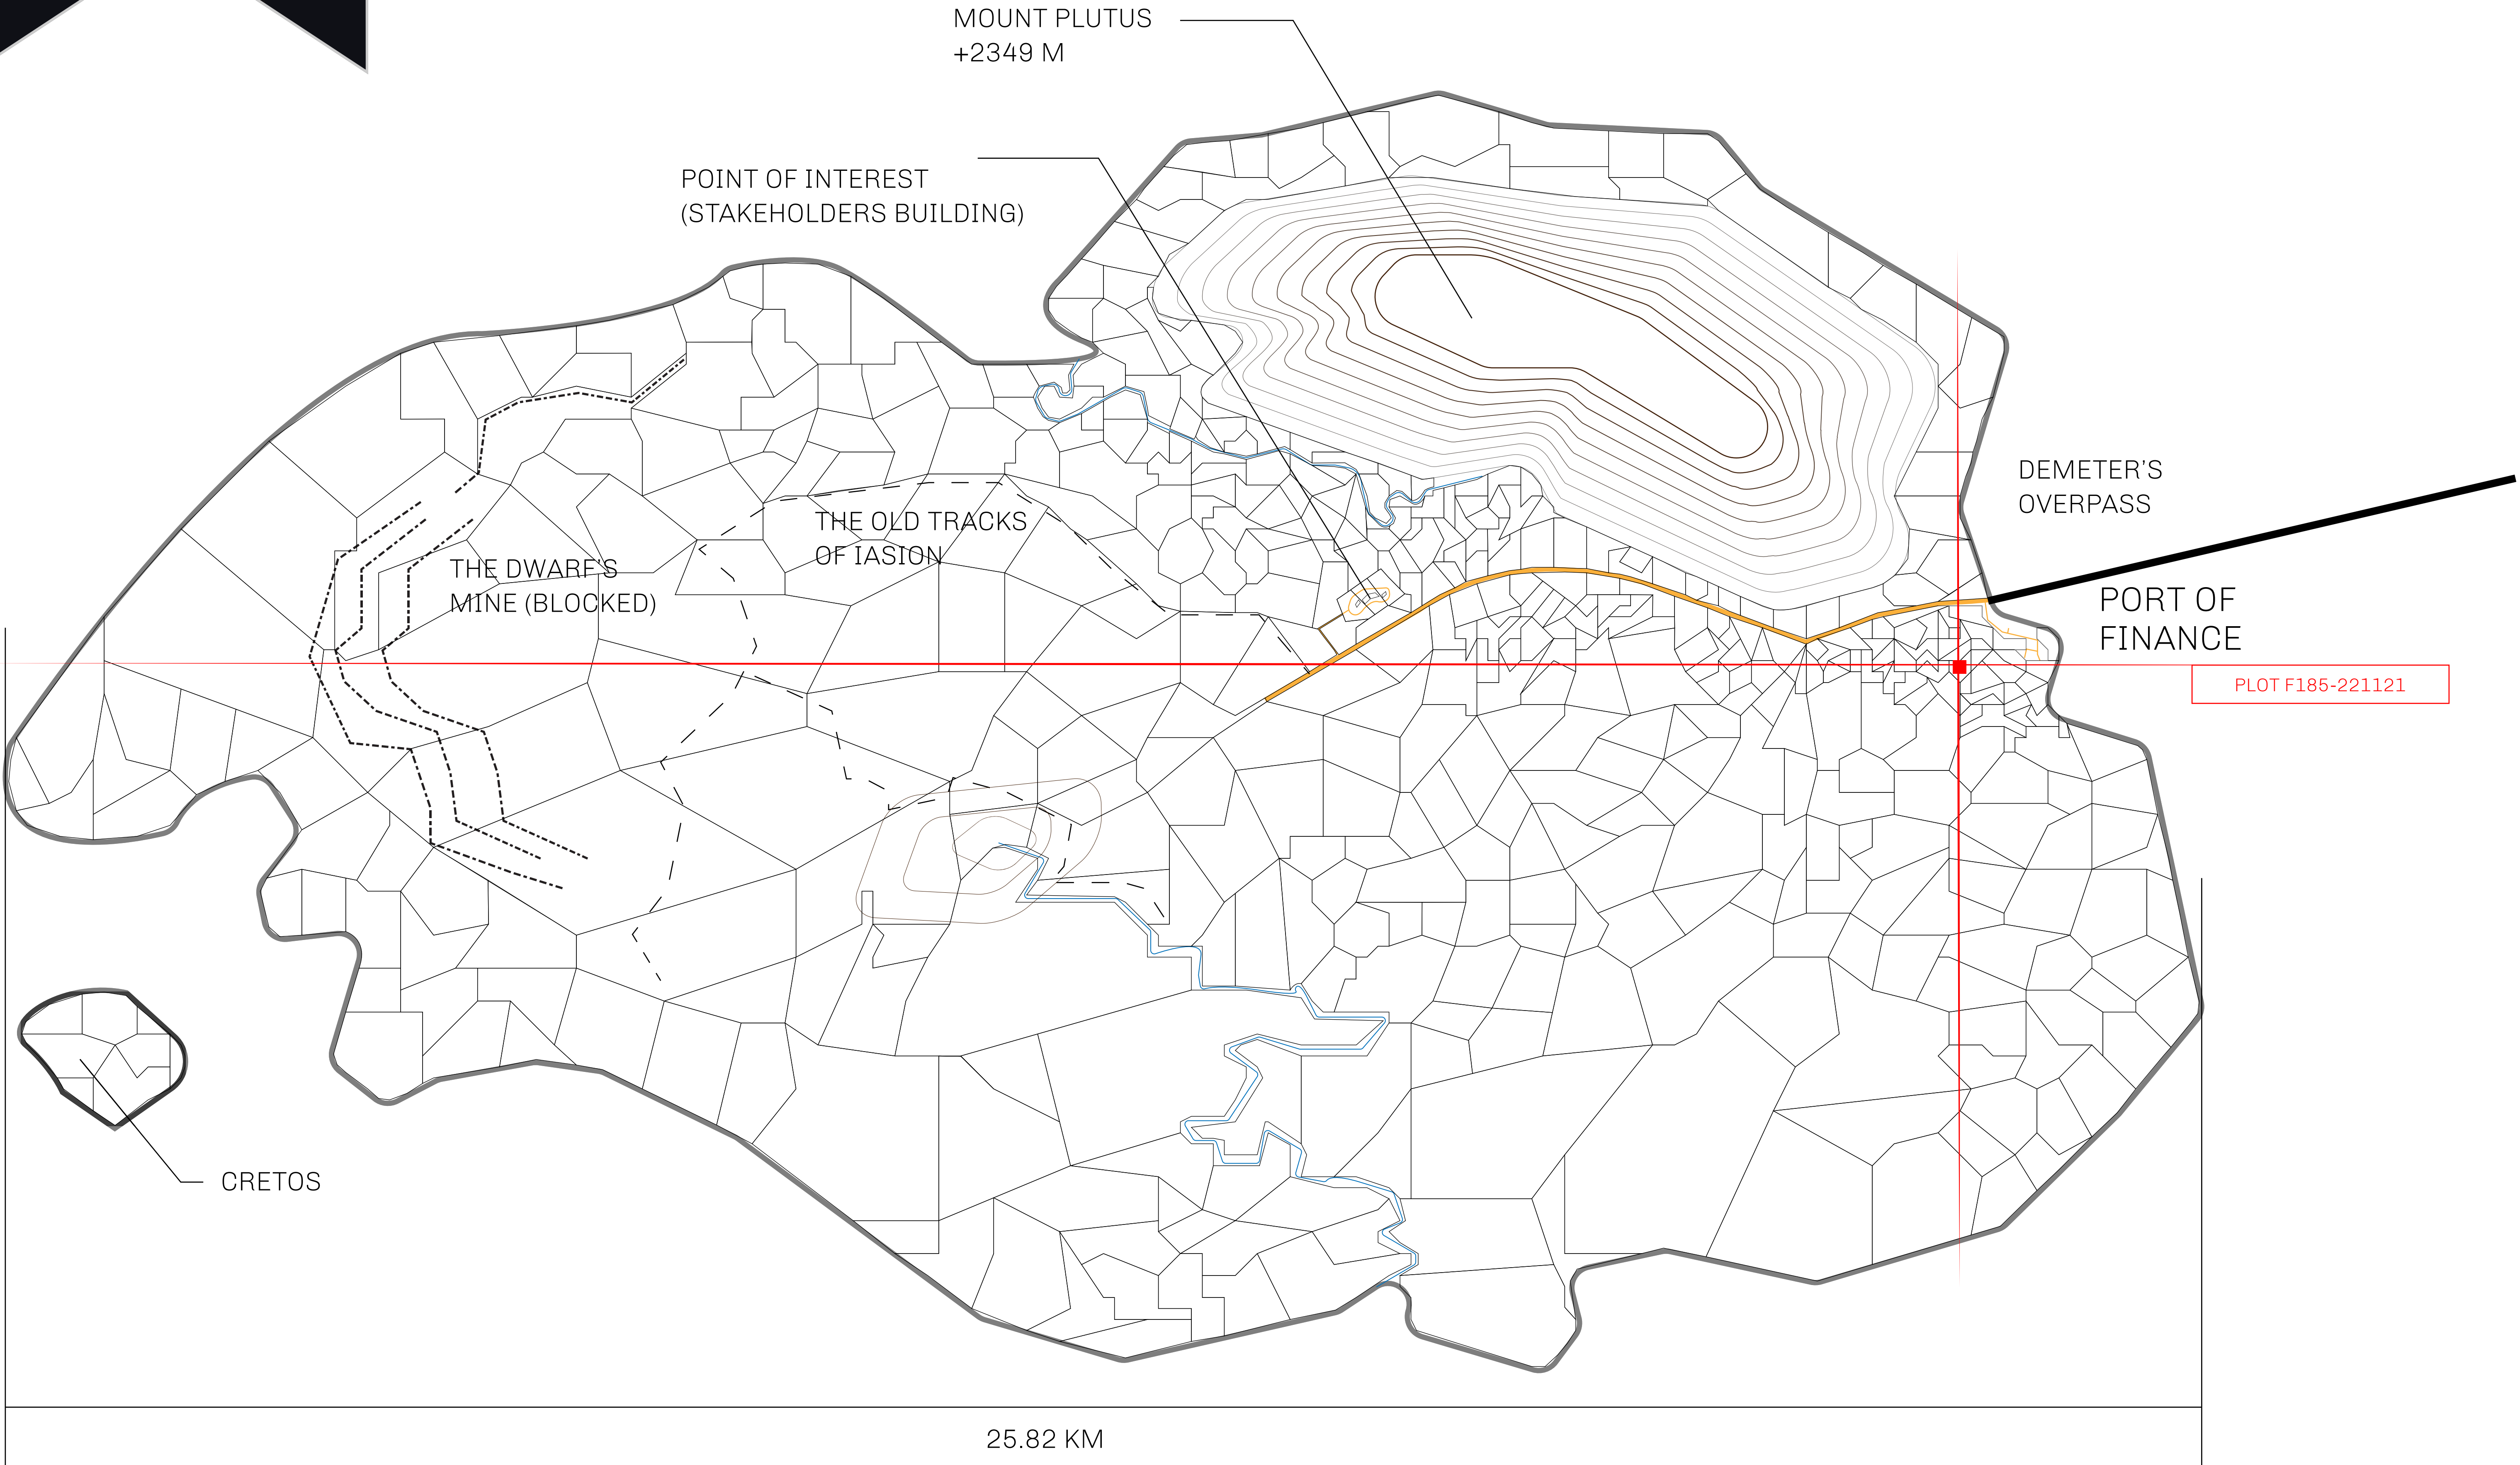 MOUNT PLUTUS
+2349 M
POINT OF INTEREST
(STAKEHOLDERS BUILDING)
DEMETER'S
OVERPASS
THE OLD TRACKS
OF IASION
THE DWARF'S
MINE (BLOCKED)
PORT OF
FINANCE
PLOT F185-221121
CRETOS
25.82 KM